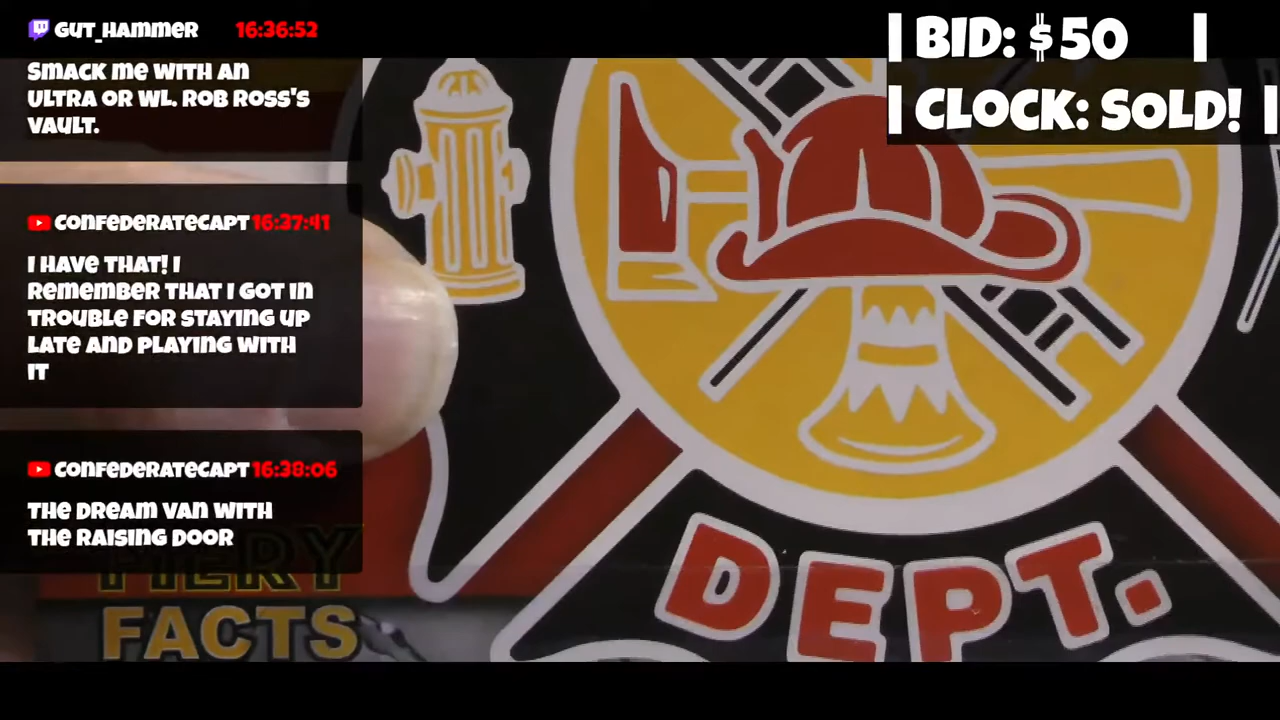 GUT_HAMMER 16:36:52
SMACK ME WITH AN
ULTRA OR WL. ROB ROSS'S
VAULT.
CONFEDERATECAPT 16:37:41
I HAVE THAT! I
REMEMBER THAT I GOT IN
TROUBLE FOR STAYING UP
LATE AND PLAYING WITH
IT
CONFEDERATECAPT 16:38:06
THE DREAM VAN WITH
THE RAISING DOOR
| BID: $50 |
| CLOCK: SOLD! |
FIERY
FACTS
DEPT.